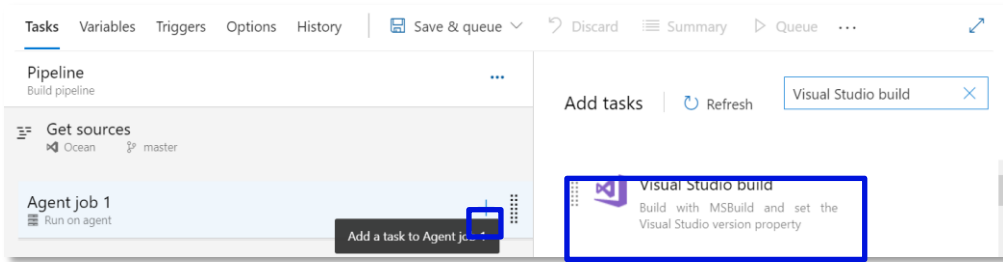 Tasks Variables Triggers Options History Save & queue Discard Summary Queue ...
Pipeline ...
Build pipeline
Get sources
Ocean master
Agent job 1
Run on agent
Add a task to Agent job 1
Add tasks Refresh Visual Studio build
Visual Studio build
Build with MSBuild and set the
Visual Studio version property